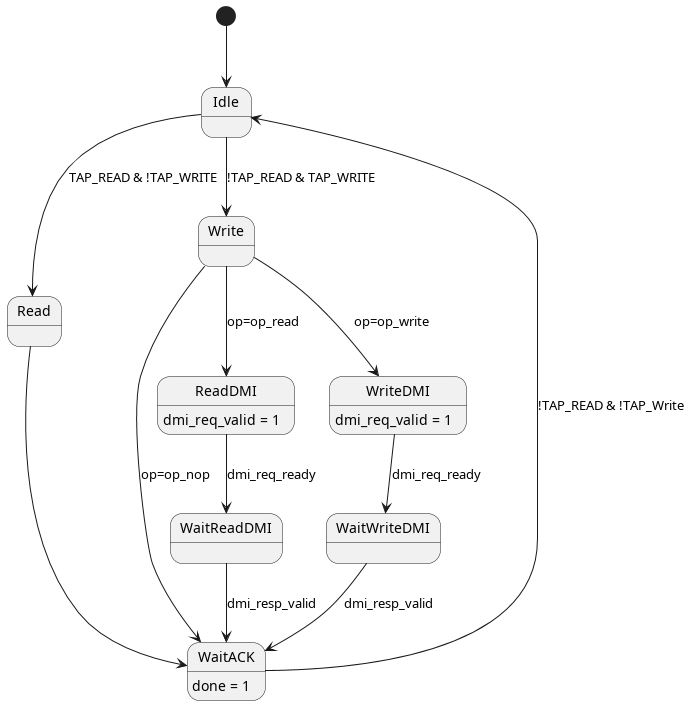 Idle
TAP_READ & !TAP_WRITE
!TAP_READ & TAP_WRITE
Write
Read
op=op_read
op=op_write
ReadDMI
dmi_req_valid = 1
WriteDMI
dmi_req_valid = 1
!TAP_READ & !TAP_Write
op=op_nop
dmi_req_ready
dmi_req_ready
WaitReadDMI
WaitWriteDMI
dmi_resp_valid
dmi_resp_valid
WaitACK
done = 1